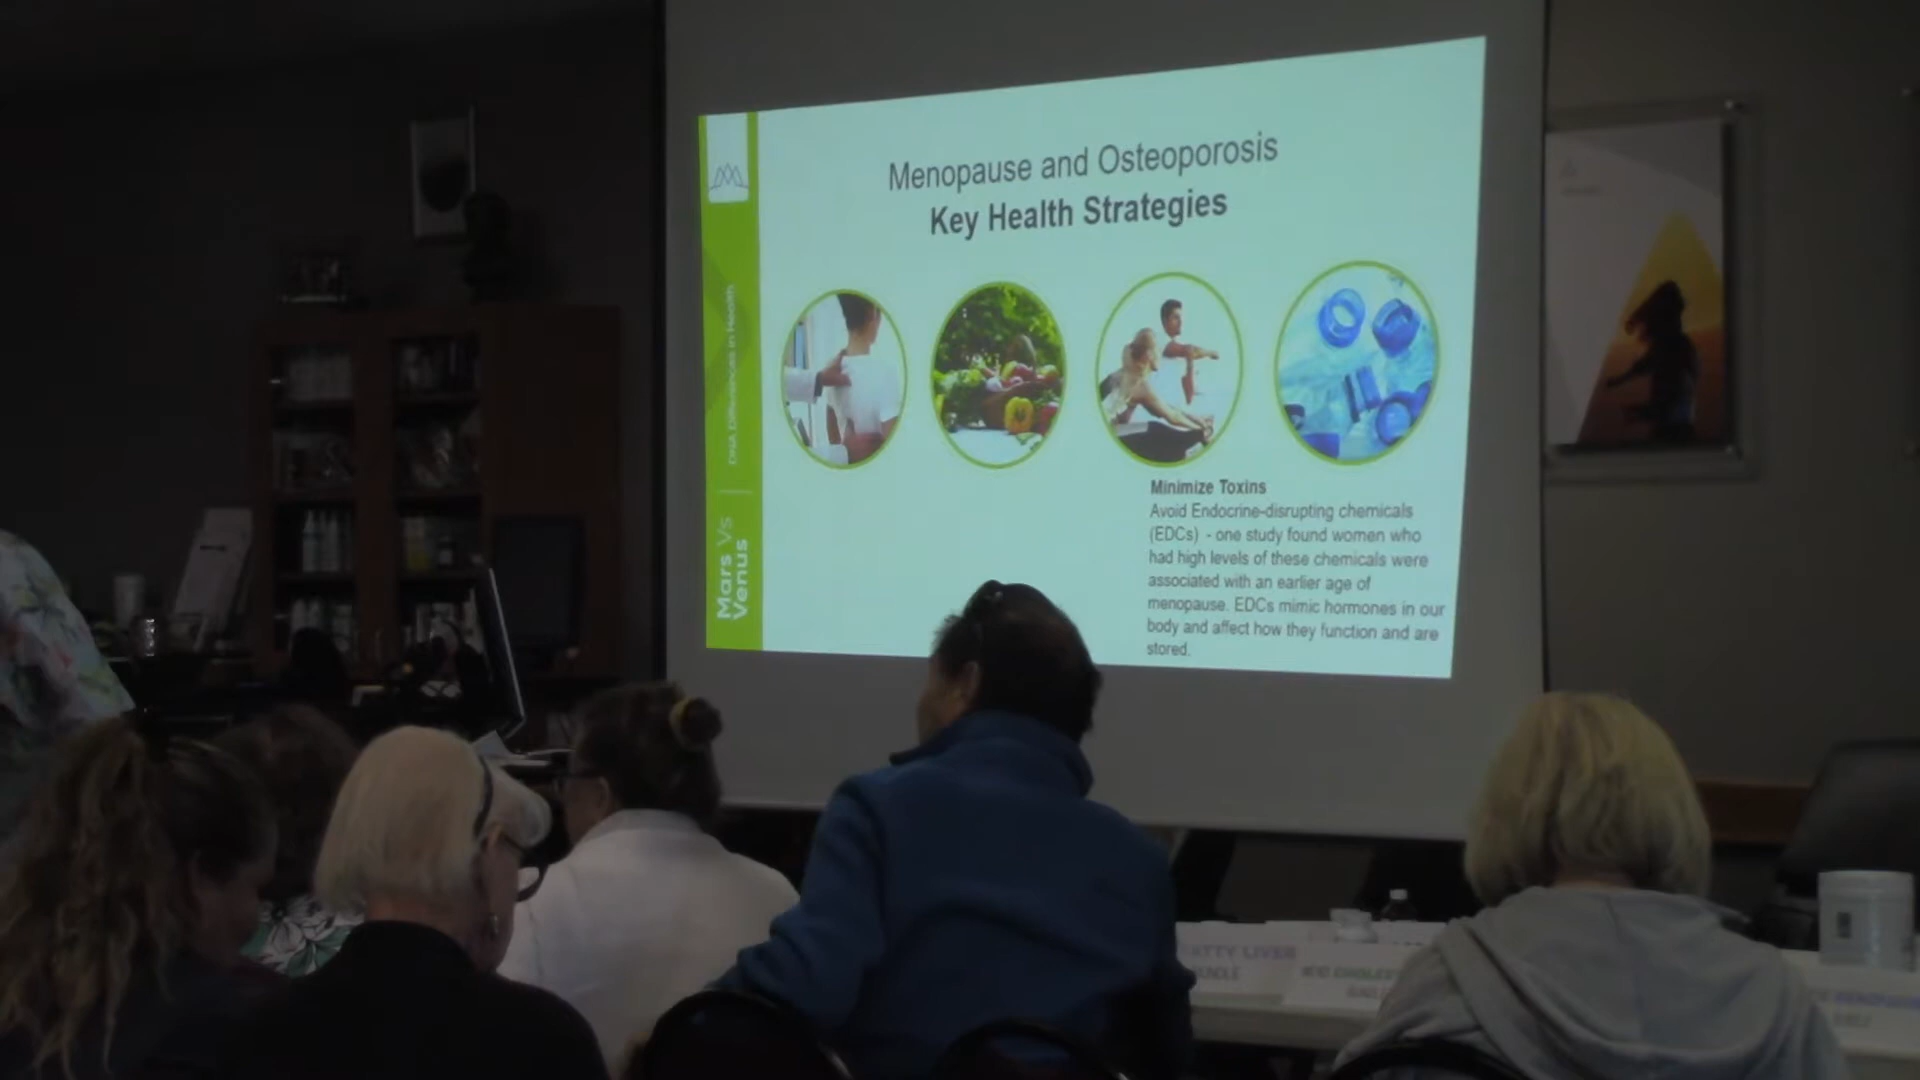 Menopause and Osteoporosis
Key Health Strategies
Minimize Toxins
Avoid Endocrine-disrupting chemicals
(EDCs) - one study found women who
had high levels of these chemicals were
associated with an earlier age of
menopause. EDCs mimic hormones in our
body and affect how they function and are
stored.
Mars Vs
Venus
DNA Differences in Health
LIVER